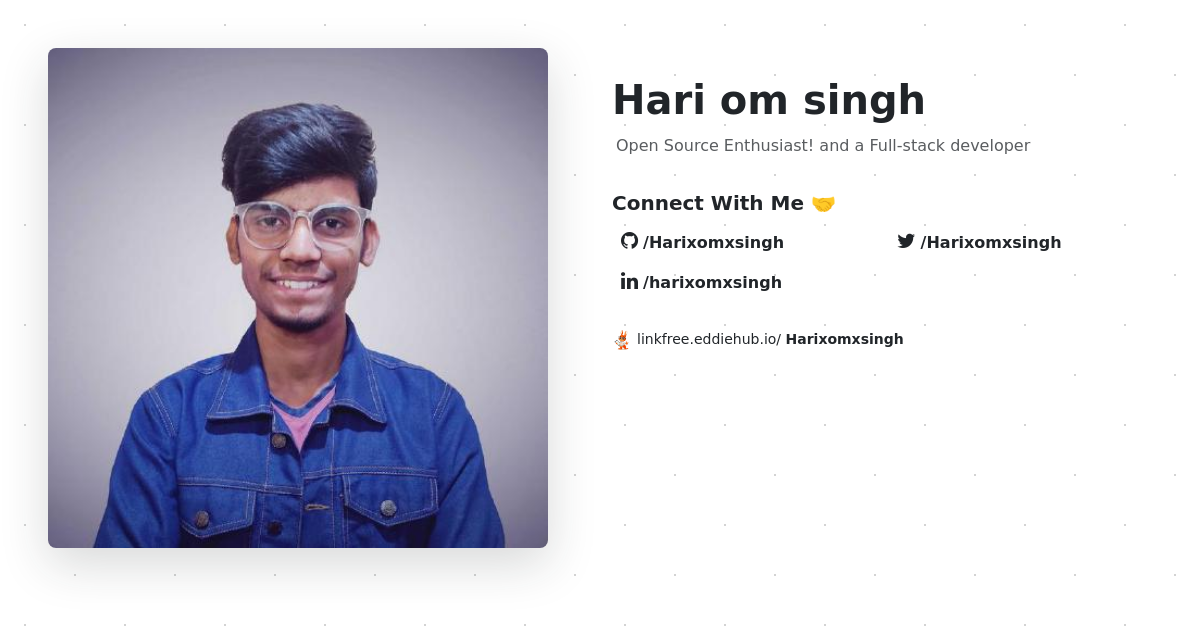 Hari om singh
Open Source Enthusiast! and a Full-stack developer
Connect With Me 🤝
/Harixomxsingh
/Harixomxsingh
/harixomxsingh
linkfree.eddiehub.io/ Harixomxsingh